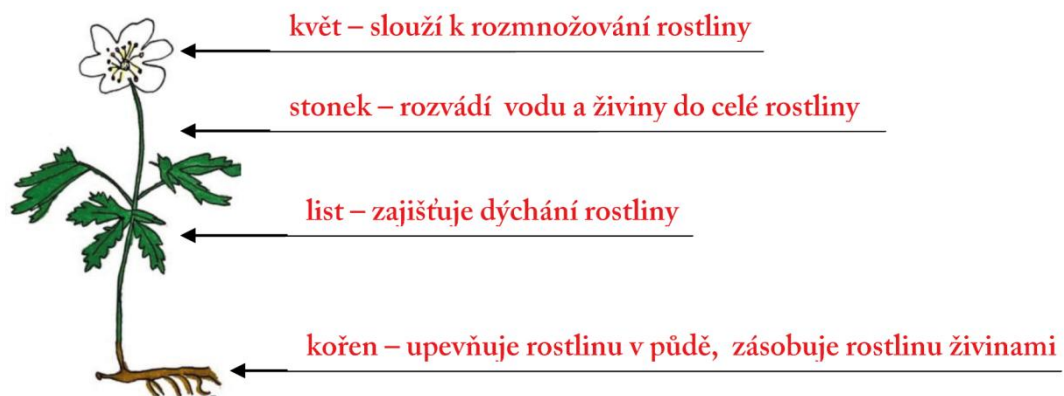 květ – slouží k rozmnožování rostliny
stonek – rozvádí vodu a živiny do celé rostliny
list – zajišťuje dýchání rostliny
kořen – upevňuje rostlinu v půdě, zásobuje rostlinu živinami